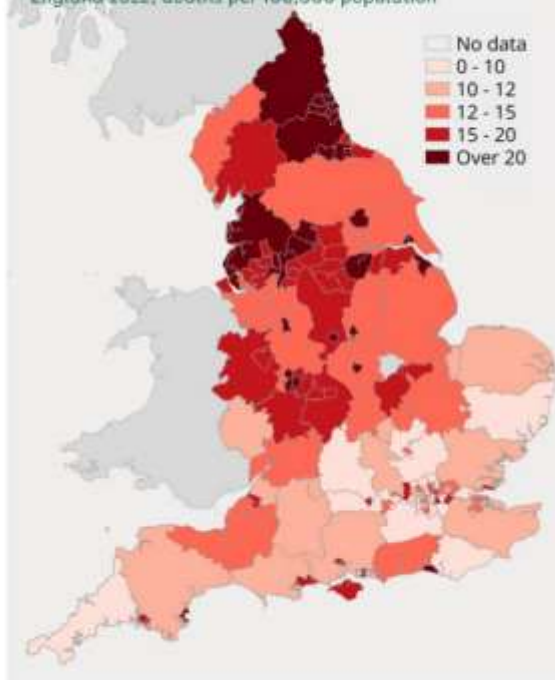 England 2022, deaths per 100,000 population
No data
0 - 10
10 - 12
12 - 15
15 - 20
Over 20